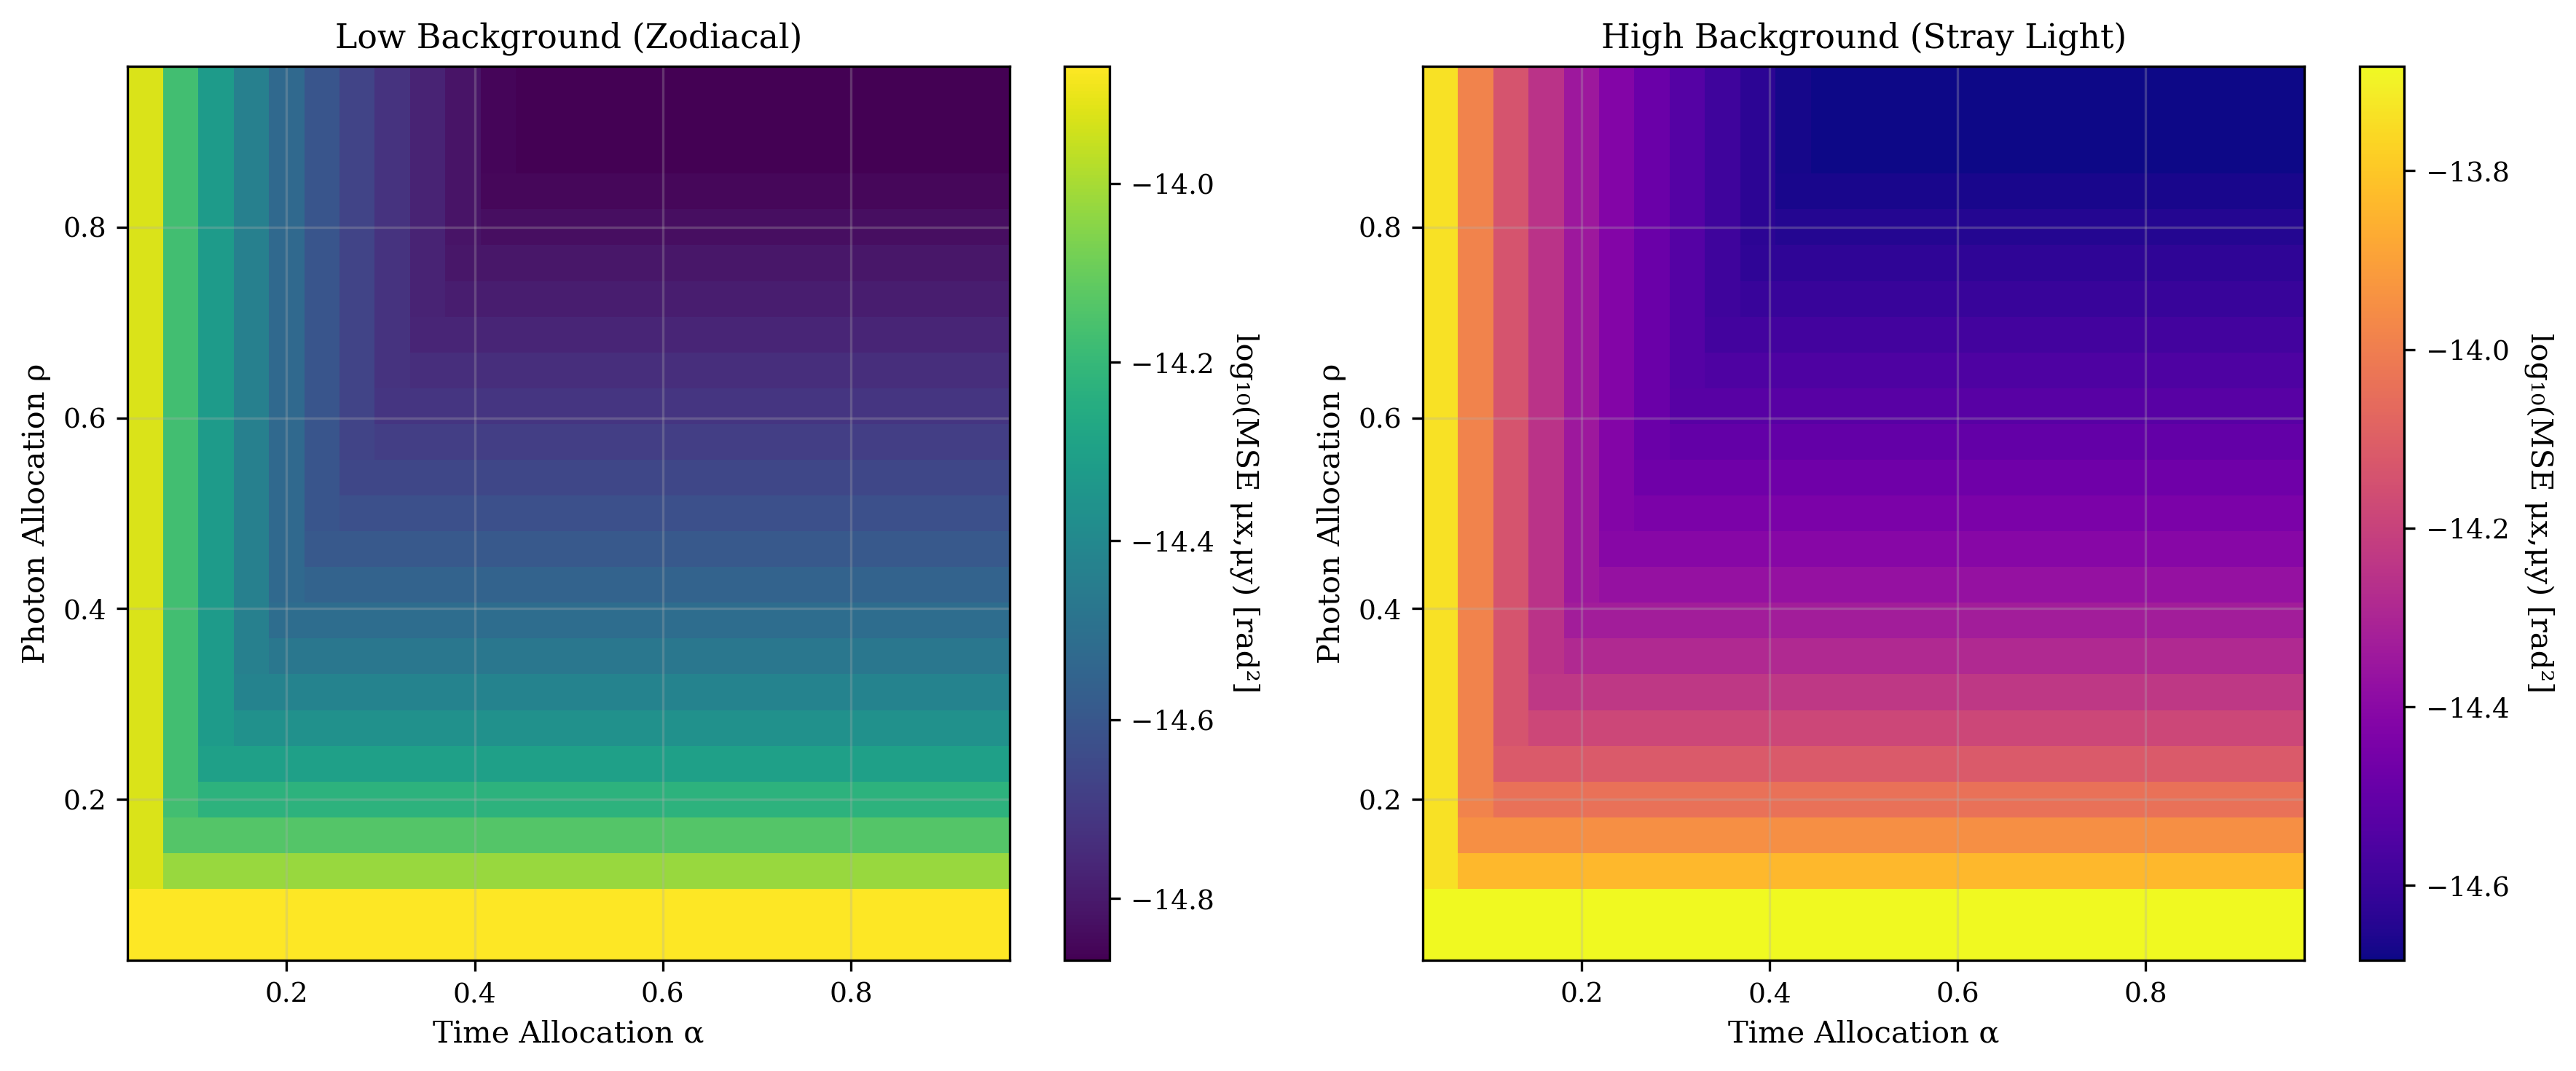 Low Background (Zodiacal)
Photon Allocation ρ
0.8
0.6
0.4
0.2
0.2 0.4 0.6 0.8
Time Allocation α
−14.0
−14.2
−14.4
−14.6
−14.8
log₁₀(MSE μx,μy) [rad²]
High Background (Stray Light)
Photon Allocation ρ
0.8
0.6
0.4
0.2
0.2 0.4 0.6 0.8
Time Allocation α
−13.8
−14.0
−14.2
−14.4
−14.6
log₁₀(MSE μx,μy) [rad²]